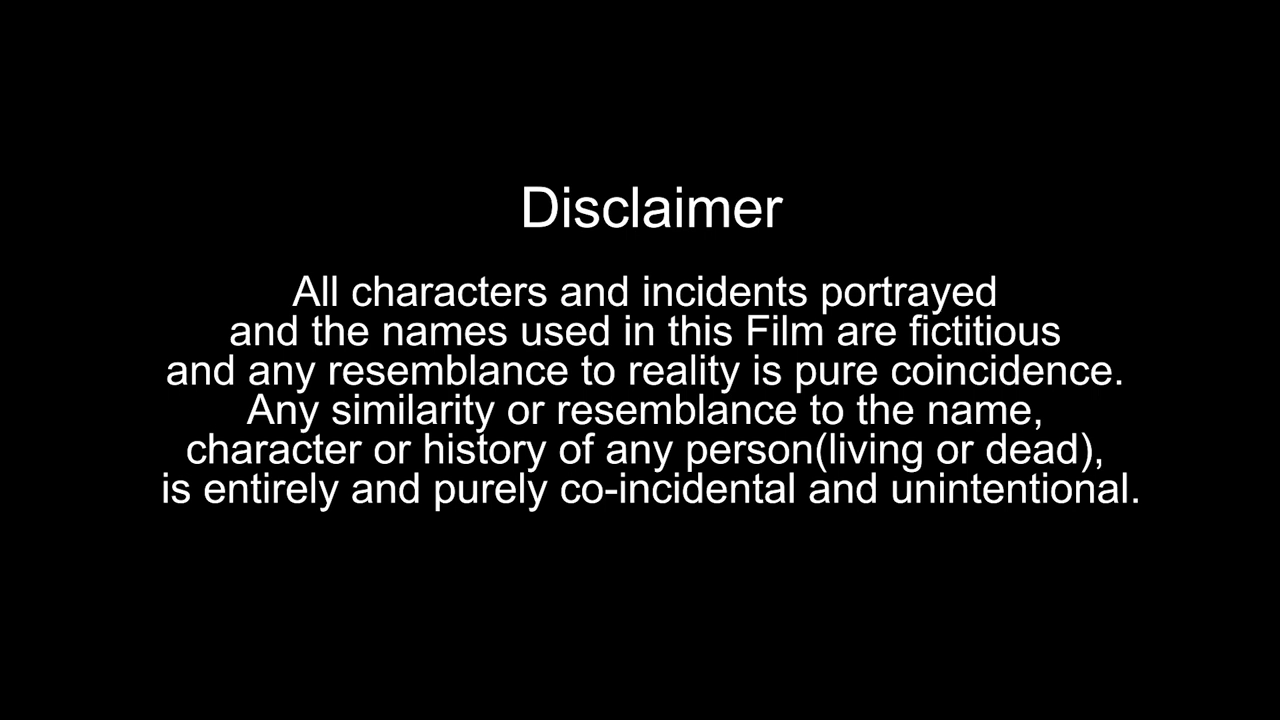 Disclaimer
All characters and incidents portrayed
and the names used in this Film are fictitious
and any resemblance to reality is pure coincidence.
Any similarity or resemblance to the name,
character or history of any person(living or dead),
is entirely and purely co-incidental and unintentional.